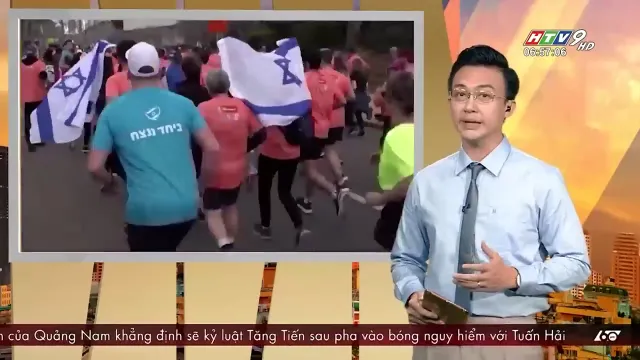 HTV9 HD
06:57:06
ביחד ננצח
của Quảng Nam khẳng định sẽ kỷ luật Tăng Tiến sau pha vào bóng nguy hiểm với Tuấn Hải